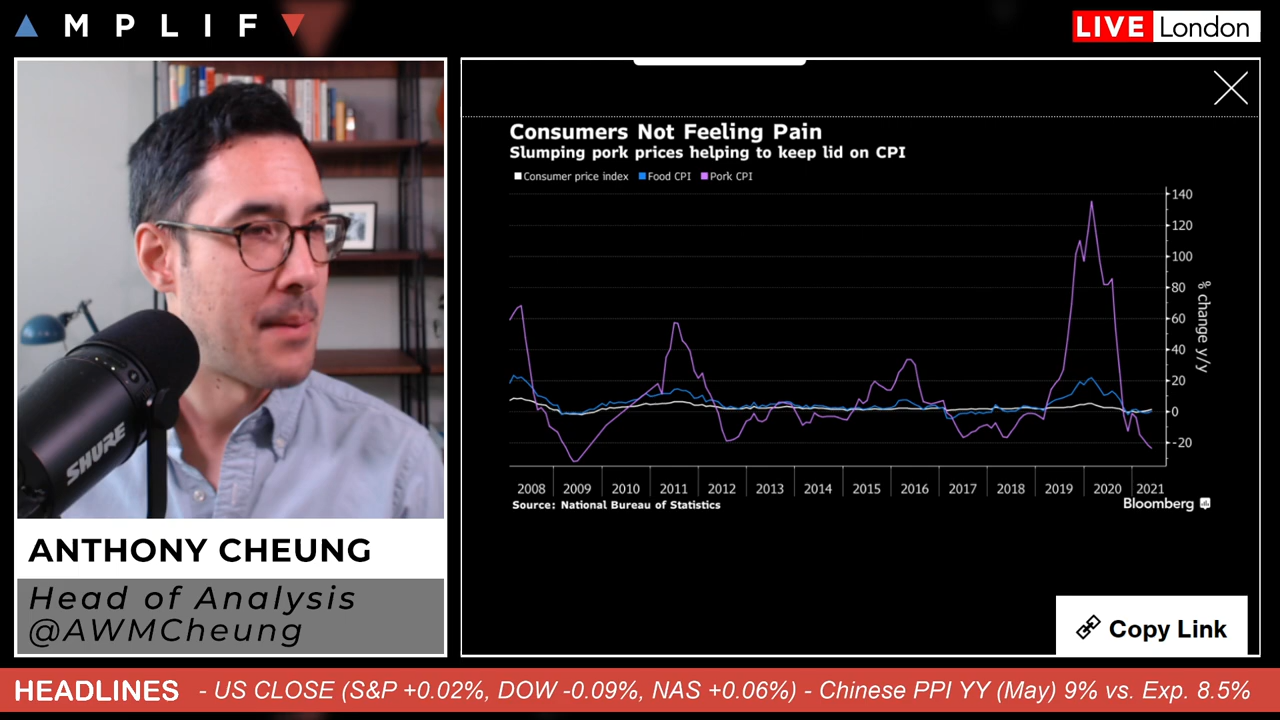 AMPLIFY
LIVE London
Consumers Not Feeling Pain
Slumping pork prices helping to keep lid on CPI
Consumer price index Food CPI Pork CPI
140
120
100
80
60
40
20
0
-20
% change y/y
2008 2009 2010 2011 2012 2013 2014 2015 2016 2017 2018 2019 2020 2021
Source: National Bureau of Statistics
Bloomberg
SHURE
ANTHONY CHEUNG
Head of Analysis
@AWMCheung
Copy Link
HEADLINES - US CLOSE (S&P +0.02%, DOW -0.09%, NAS +0.06%) - Chinese PPI YY (May) 9% vs. Exp. 8.5%